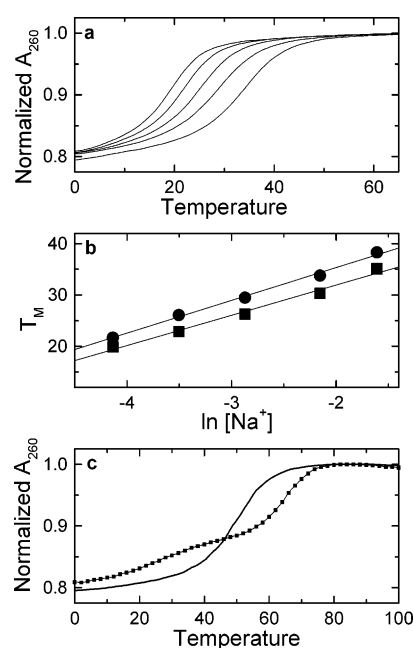 a
Normalized A260
1.0
0.9
0.8
0 20 40 60
Temperature
b
TM
40
30
20
-4 -3 -2
ln [Na+]
c
Normalized A260
1.0
0.9
0.8
0 20 40 60 80 100
Temperature